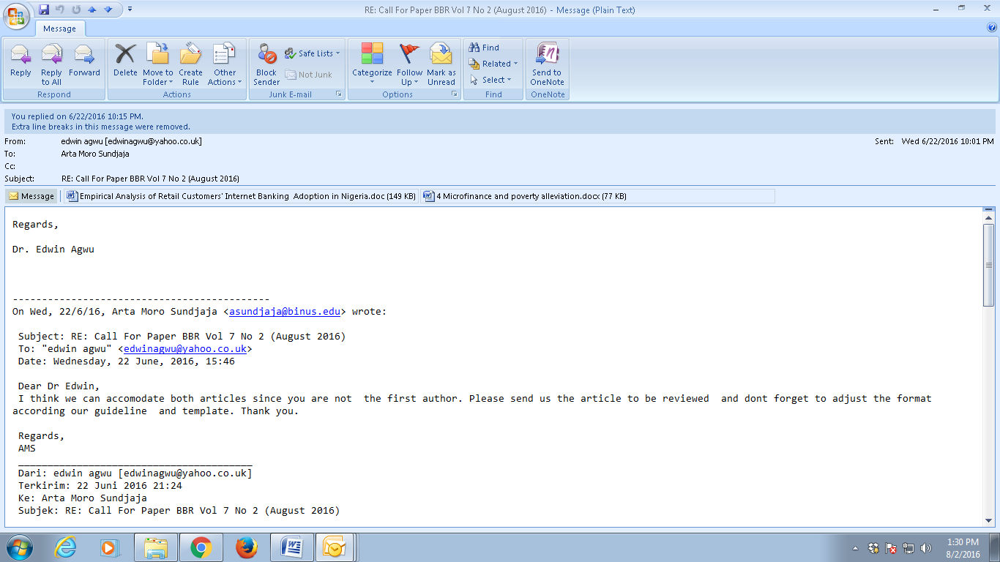 RE: Call For Paper BBR Vol 7 No 2 (August 2016) - Message (Plain Text)
Message
Reply
Reply to All
Forward
Respond
Delete
Move to Folder
Create Rule
Other Actions
Actions
Block Sender
Safe Lists
Not Junk
Junk E-mail
Categorize
Follow Up
Mark as Unread
Options
Find
Related
Select
Find
Send to OneNote
OneNote
You replied on 6/22/2016 10:15 PM.
Extra line breaks in this message were removed.
From: edwin agwu [edwinagwu@yahoo.co.uk] Sent: Wed 6/22/2016 10:01 PM
To: Arta Moro Sundjaja
Cc:
Subject: RE: Call For Paper BBR Vol 7 No 2 (August 2016)
Message Empirical Analysis of Retail Customers' Internet Banking Adoption in Nigeria.doc (149 KB) 4 Microfinance and poverty alleviation.docx (77 KB)
Regards,
Dr. Edwin Agwu
--------------------------------------------
On Wed, 22/6/16, Arta Moro Sundjaja <asundjaja@binus.edu> wrote:
Subject: RE: Call For Paper BBR Vol 7 No 2 (August 2016)
To: "edwin agwu" <edwinagwu@yahoo.co.uk>
Date: Wednesday, 22 June, 2016, 15:46
Dear Dr Edwin,
I think we can accomodate both articles since you are not the first author. Please send us the article to be reviewed and dont forget to adjust the format
according our guideline and template. Thank you.
Regards,
AMS
________________________________________
Dari: edwin agwu [edwinagwu@yahoo.co.uk]
Terkirim: 22 Juni 2016 21:24
Ke: Arta Moro Sundjaja
Subjek: RE: Call For Paper BBR Vol 7 No 2 (August 2016)
1:30 PM
8/2/2016